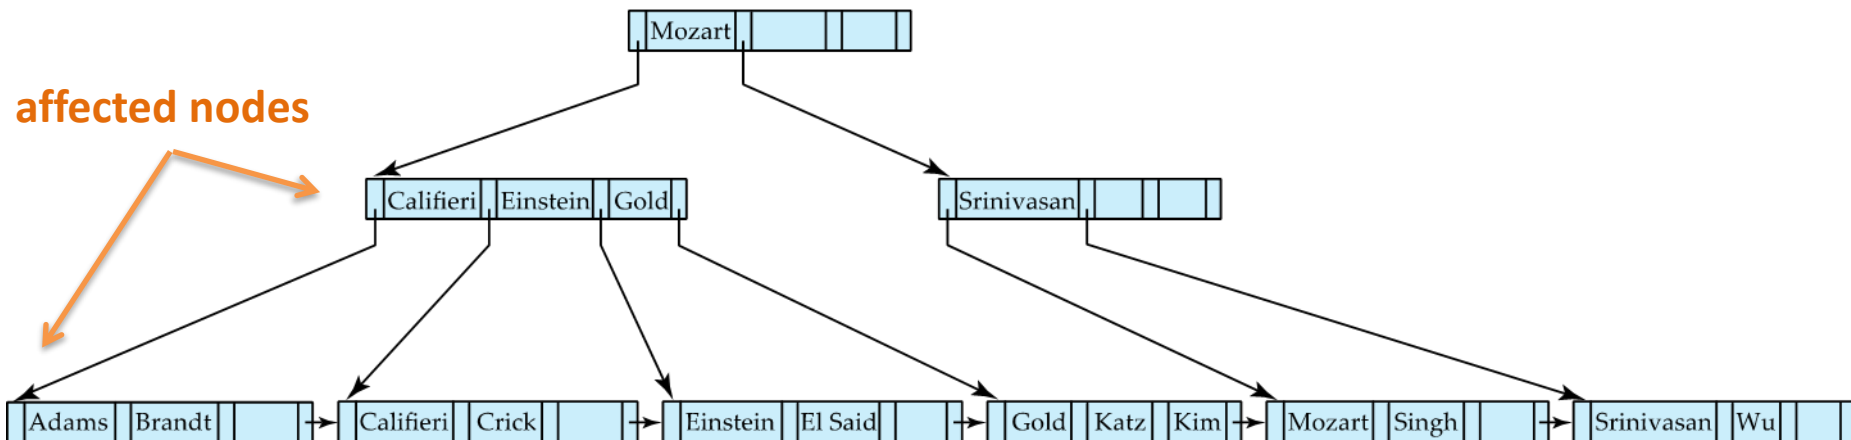 Mozart
affected nodes
Califieri Einstein Gold
Srinivasan
Adams Brandt
Califieri Crick
Einstein El Said
Gold Katz Kim
Mozart Singh
Srinivasan Wu